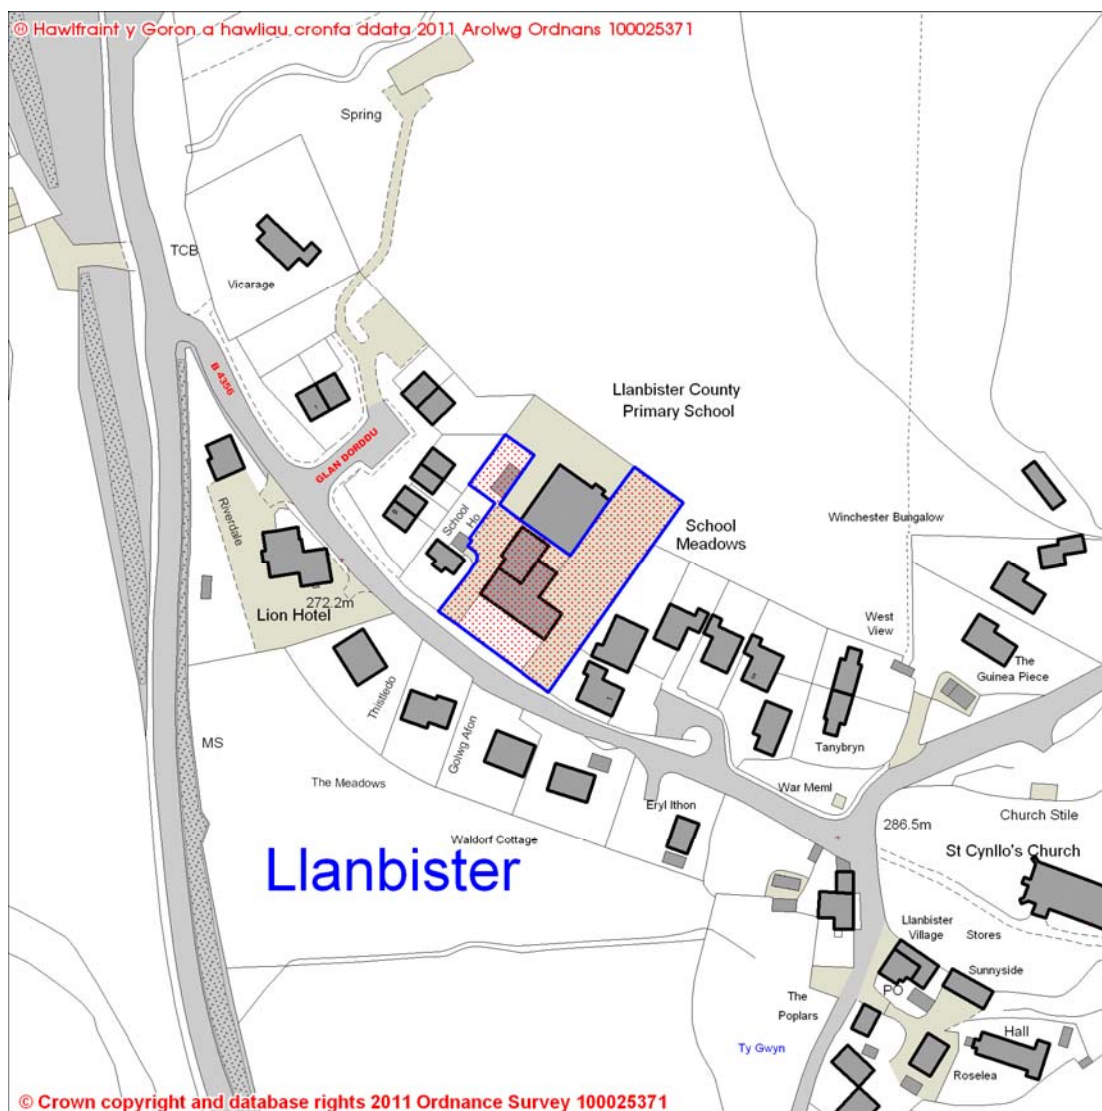 ® Hawlfraint y Goron a hawliau cronfa ddata 2011 Arolwg Ordnans 100025371
Spring
TCB
Vicarage
B 4356
Llanbister County
Primary School
GLAN DORDDU
School
Ho
Riverdale
School
Meadows
Winchester Bungalow
272.2m
Lion Hotel
West
View
The
Guinea Piece
Thistledo
Golwg Afon
MS
Tanybryn
The Meadows
War Meml
Eryl Ithon
Church Stile
286.5m
Waldorf Cottage
St Cynllo's Church
Llanbister
Llanbister
Village Stores
Sunnyside
PO
The
Poplars
Hall
Ty Gwyn
Roselea
© Crown copyright and database rights 2011 Ordnance Survey 100025371